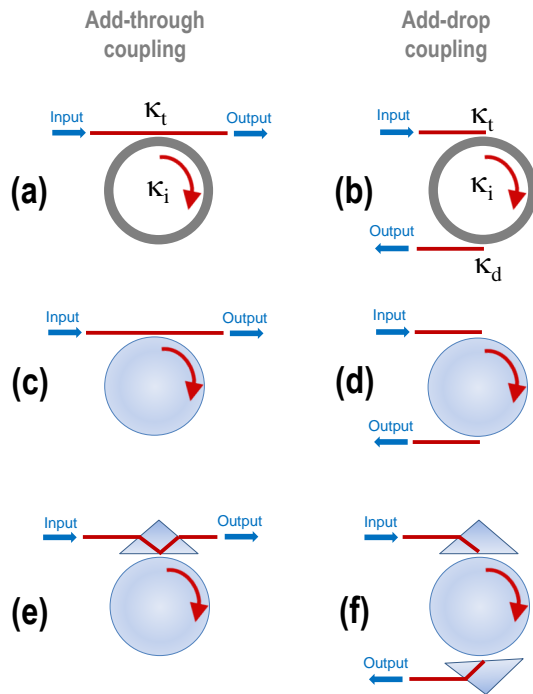 Add-through
coupling
Add-drop
coupling
Input
κt
Output
(a)
κi
Input
κt
(b)
κi
Output
κd
Input
Output
(c)
Input
(d)
Output
Input
Output
(e)
Input
(f)
Output